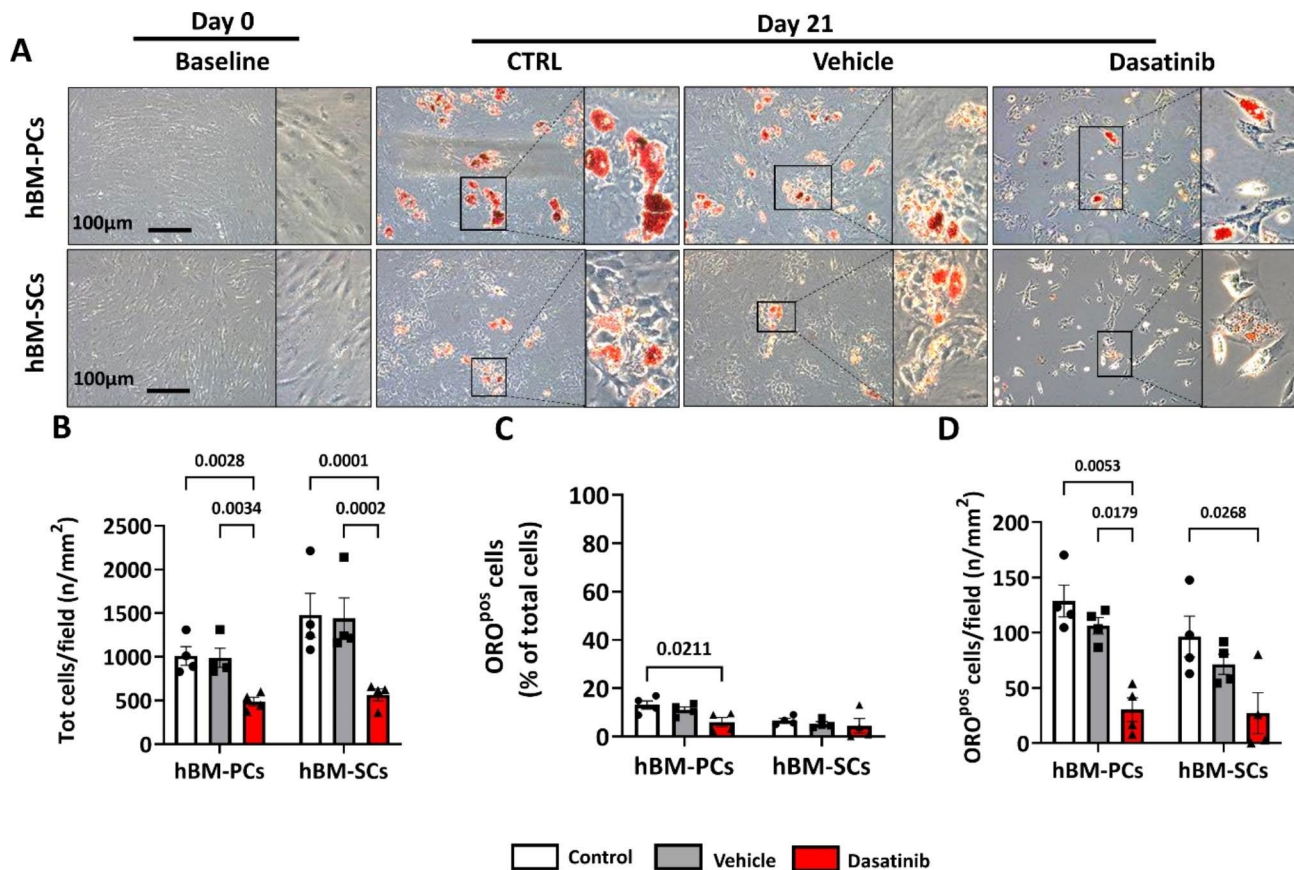 Day 0
Day 21
A
Baseline
CTRL
Vehicle
Dasatinib
hBM-PCs
100µm
hBM-SCs
100µm
B
Tot cells/field (n/mm²)
2500
2000
1500
1000
500
0
0.0028
0.0034
0.0001
0.0002
hBM-PCs
hBM-SCs
C
ORO^pos cells
(% of total cells)
100
80
60
40
20
0
0.0211
hBM-PCs
hBM-SCs
D
ORO^pos cells/field (n/mm²)
200
150
100
50
0
0.0053
0.0179
0.0268
hBM-PCs
hBM-SCs
Control
Vehicle
Dasatinib